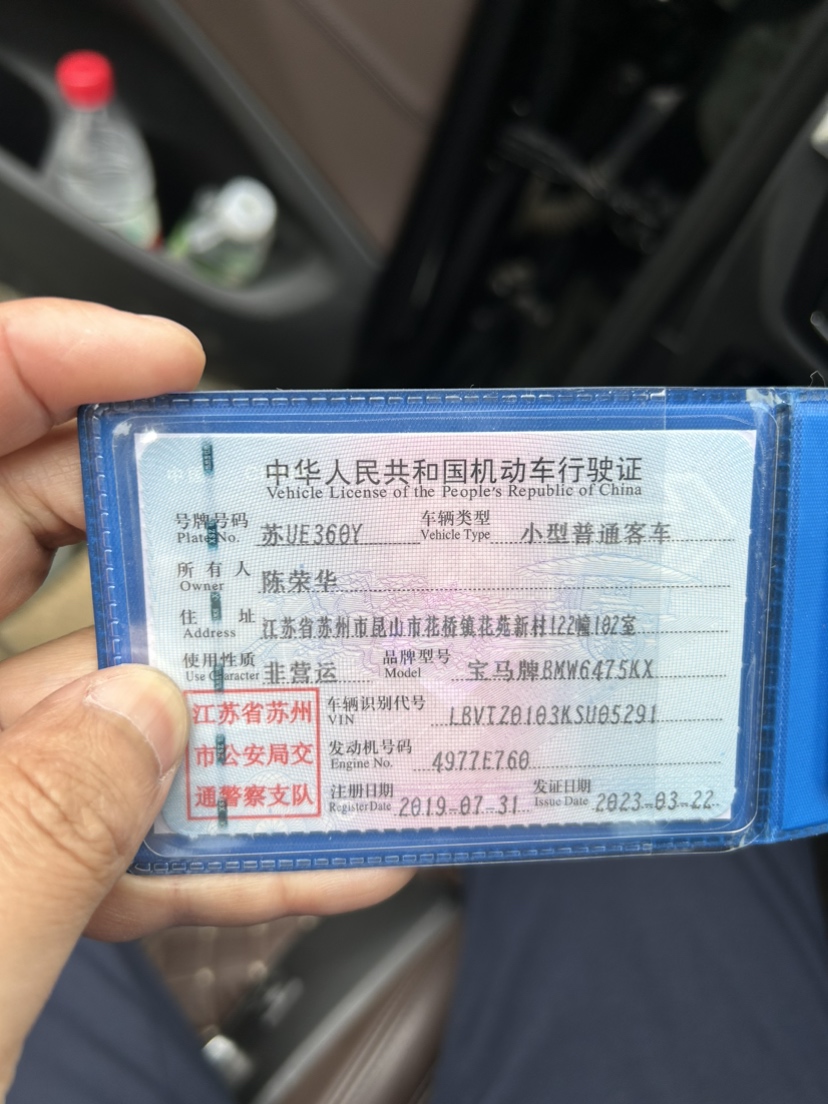 中华人民共和国机动车行驶证
Vehicle License of the People's Republic of China
号牌号码 苏UE360Y 车辆类型 小型普通客车
Plate No. Vehicle Type
所有人 陈荣华
Owner
住址 江苏省苏州市昆山市花桥镇花苑新村122幢102室
Address
使用性质 非营运 品牌型号 宝马牌BMW6475KX
Use Character Model
江苏省苏州 车辆识别代号 LBVTZ0103KSU05291
VIN
市公安局交 发动机号码 4977E760
Engine No.
通警察支队 注册日期 2019-07-31 发证日期 2023-03-22
Register Date Issue Date